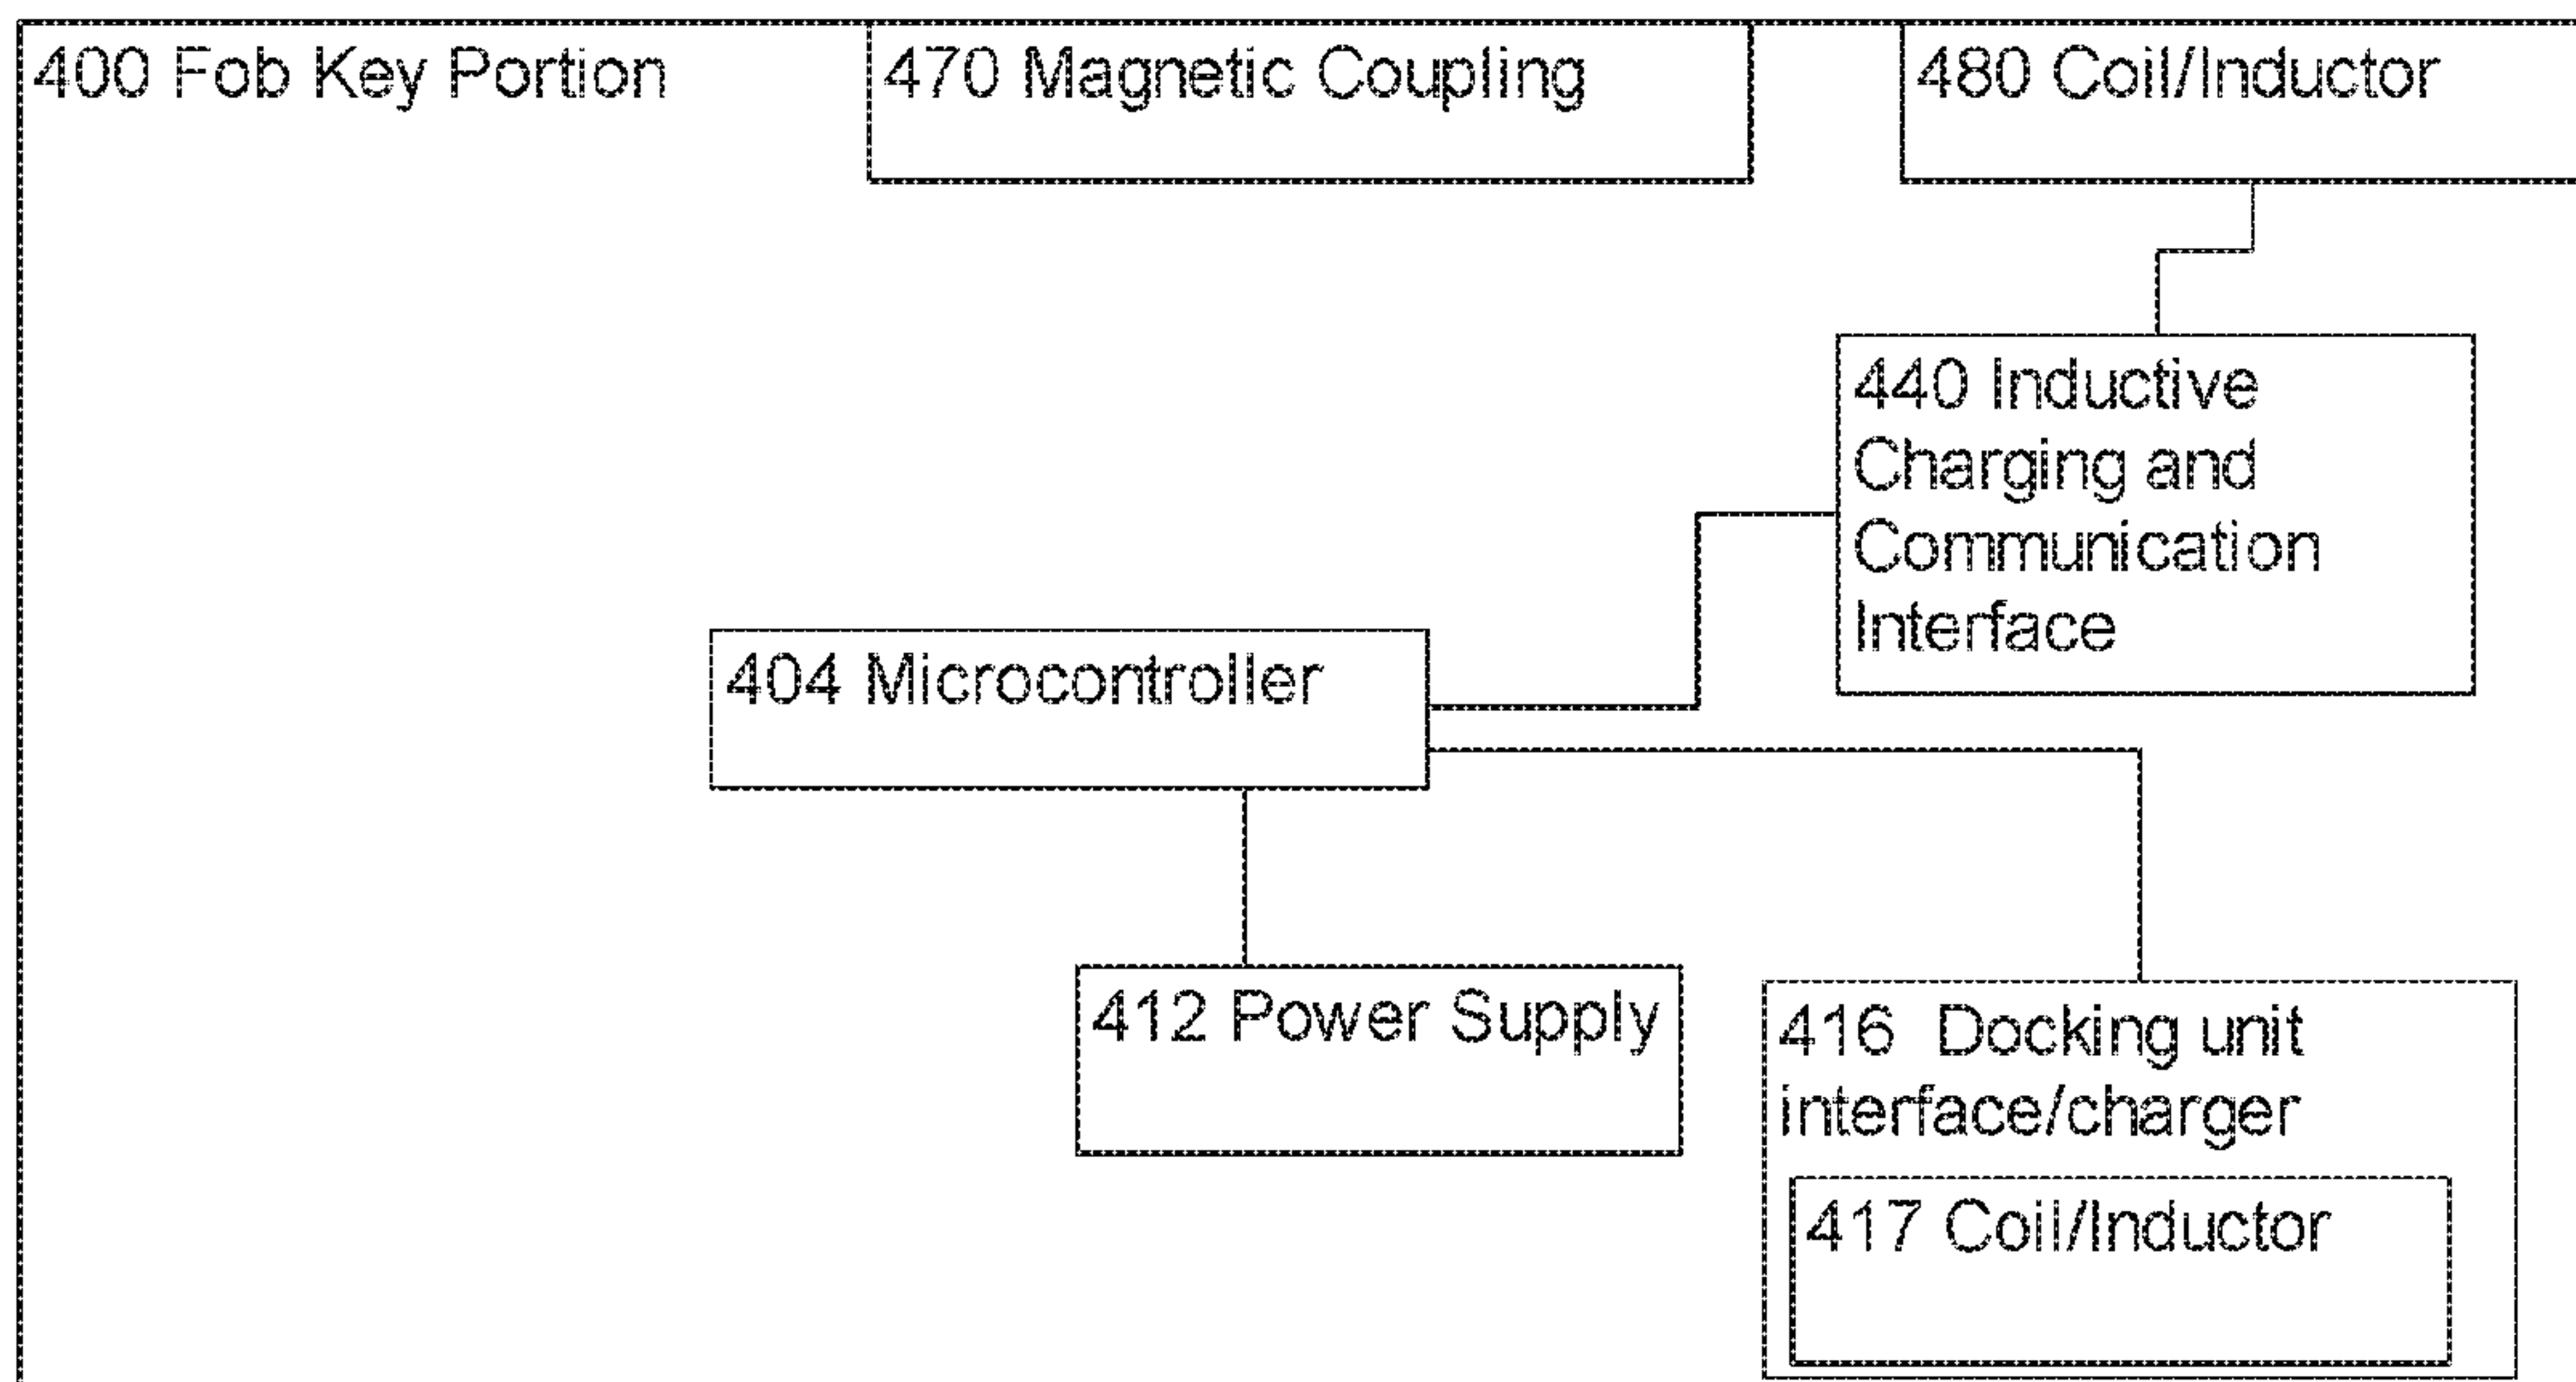 400 Fob Key Portion
470 Magnetic Coupling
480 Coil/Inductor
440 Inductive
Charging and
Communication
Interface
404 Microcontroller
412 Power Supply
416 Docking unit
interface/charger
417 Coil/Inductor